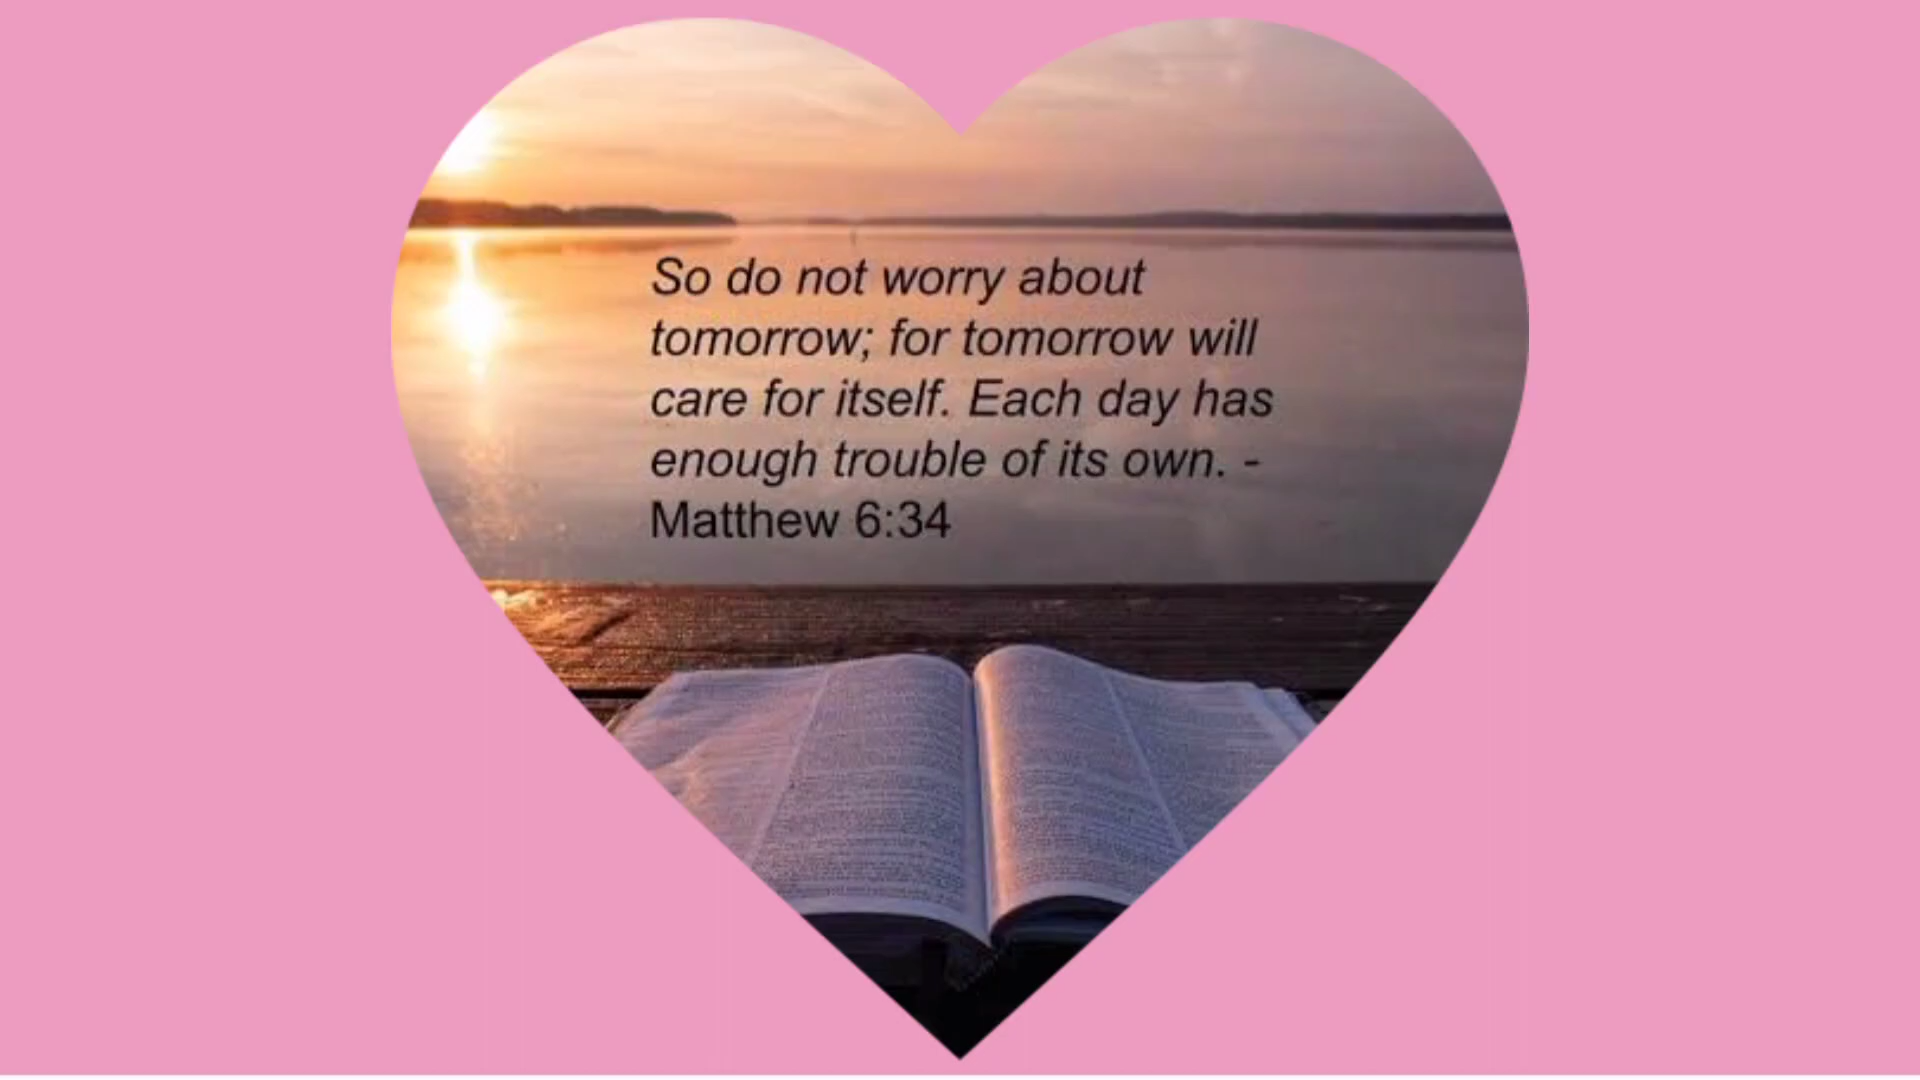 So do not worry about
tomorrow; for tomorrow will
care for itself. Each day has
enough trouble of its own. -
Matthew 6:34